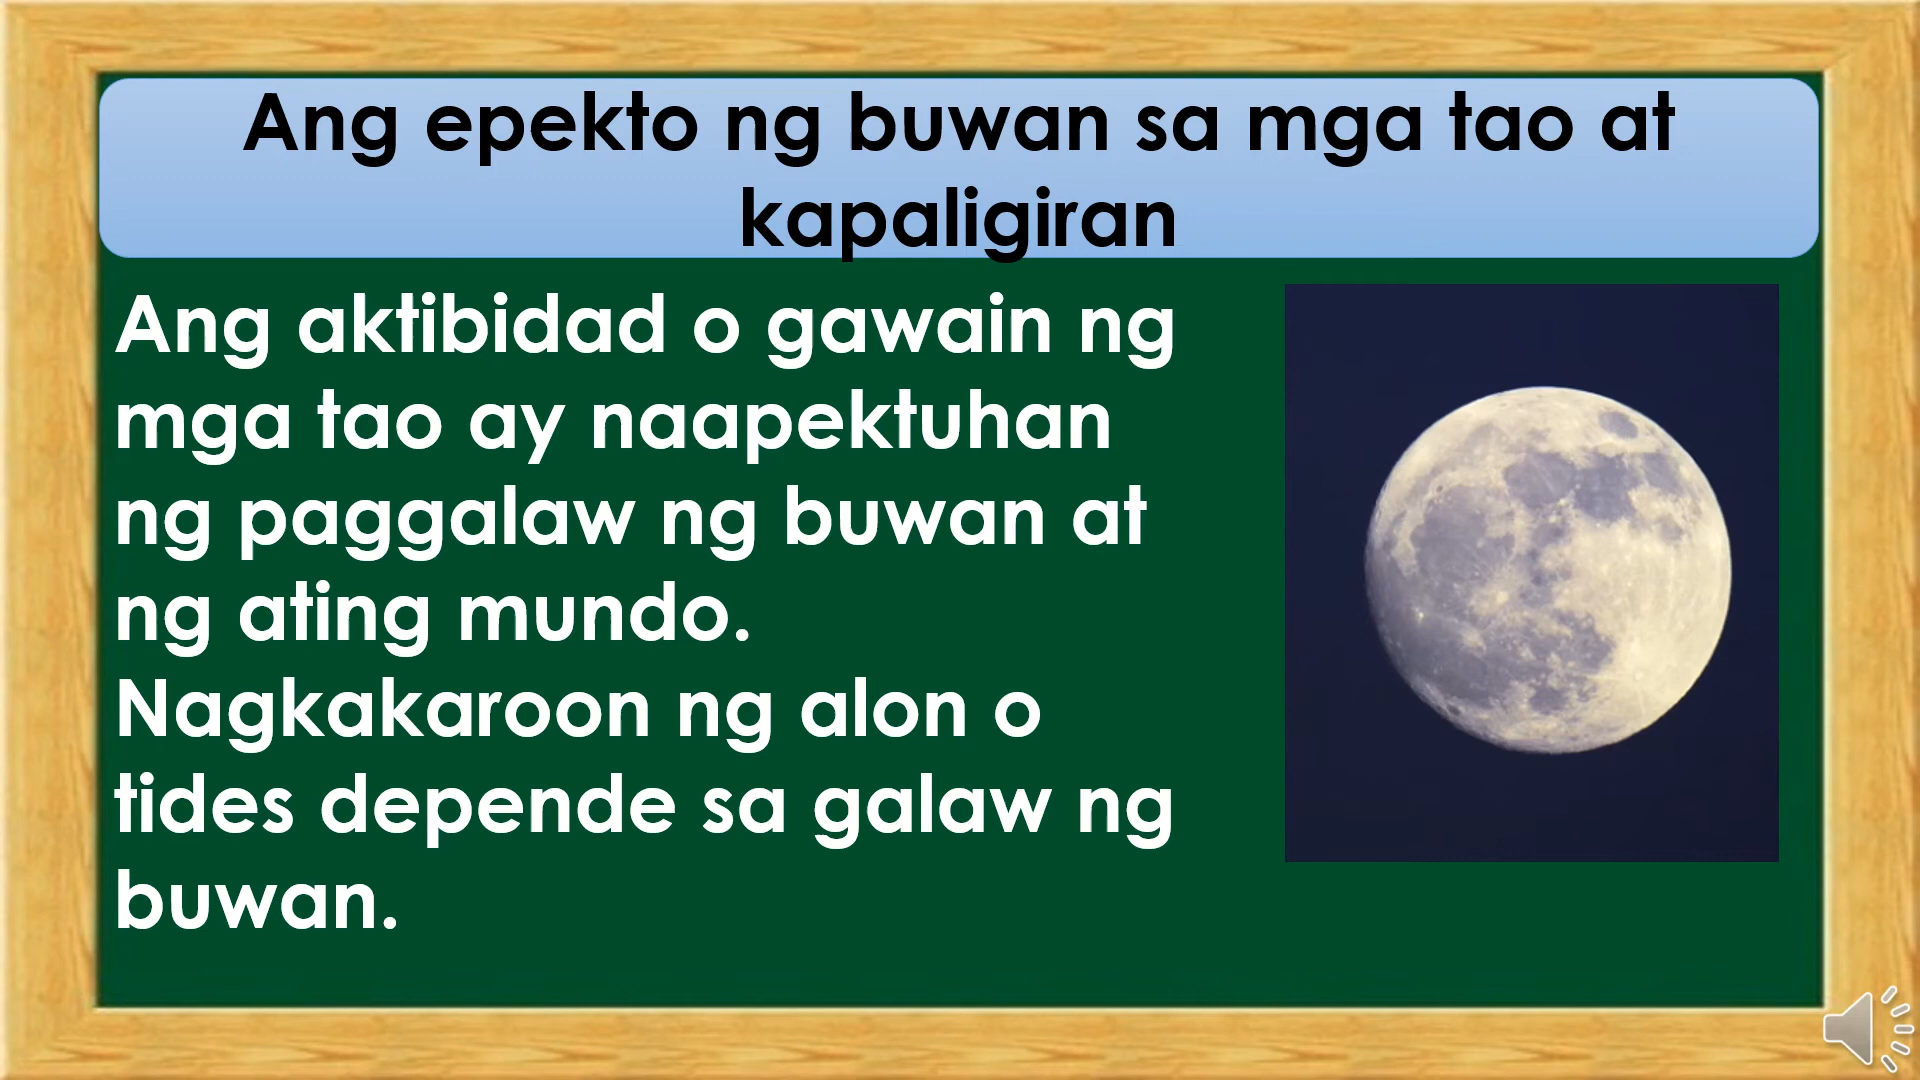 Ang epekto ng buwan sa mga tao at
kapaligiran
Ang aktibidad o gawain ng
mga tao ay naapektuhan
ng paggalaw ng buwan at
ng ating mundo.
Nagkakaroon ng alon o
tides depende sa galaw ng
buwan.